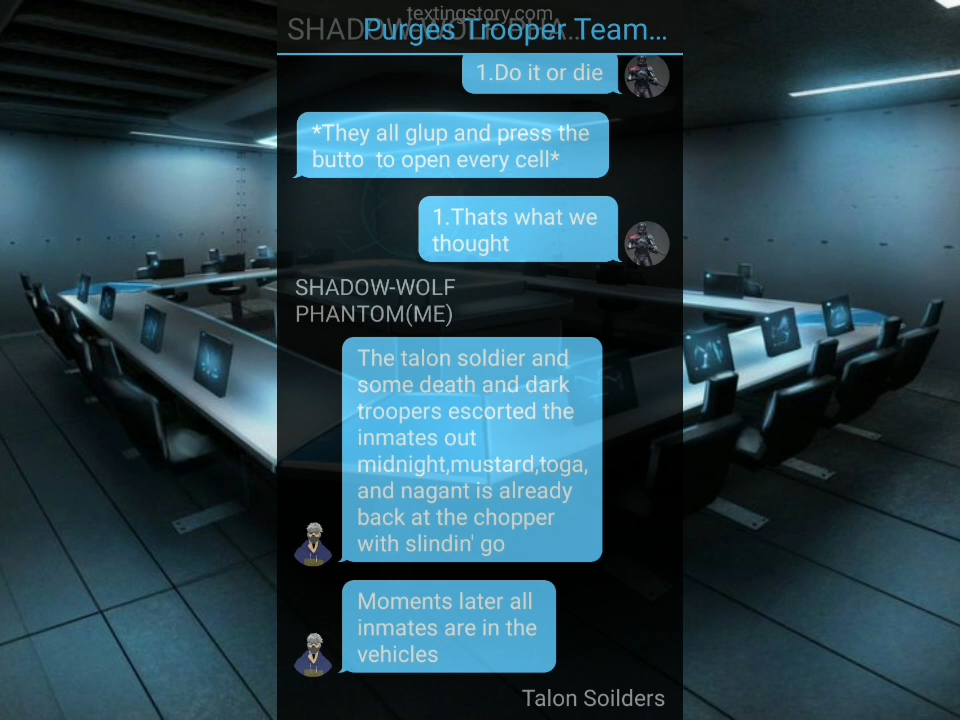 textingstory.com
SHADOW-WOLF
Purges Trooper Team...
1.Do it or die
*They all glup and press the
butto  to open every cell*
1.Thats what we
thought
SHADOW-WOLF
PHANTOM(ME)
The talon soldier and
some death and dark
troopers escorted the
inmates out
midnight,mustard,toga,
and nagant is already
back at the chopper
with slindin' go
Moments later all
inmates are in the
vehicles
Talon Soilders